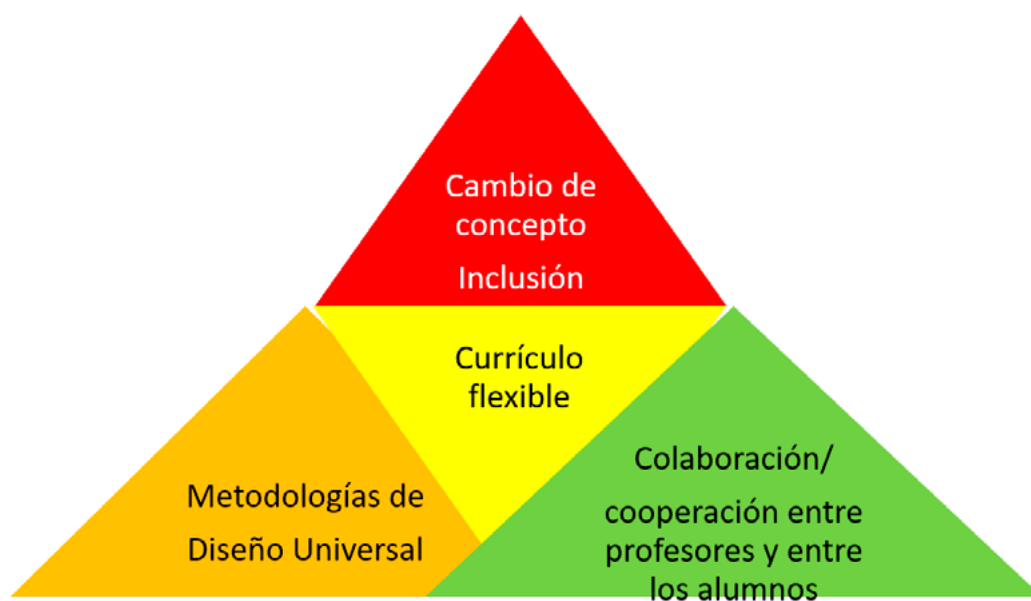 Cambio de
concepto
Inclusión
Currículo
flexible
Metodologías de
Diseño Universal
Colaboración/
cooperación entre
profesores y entre
los alumnos